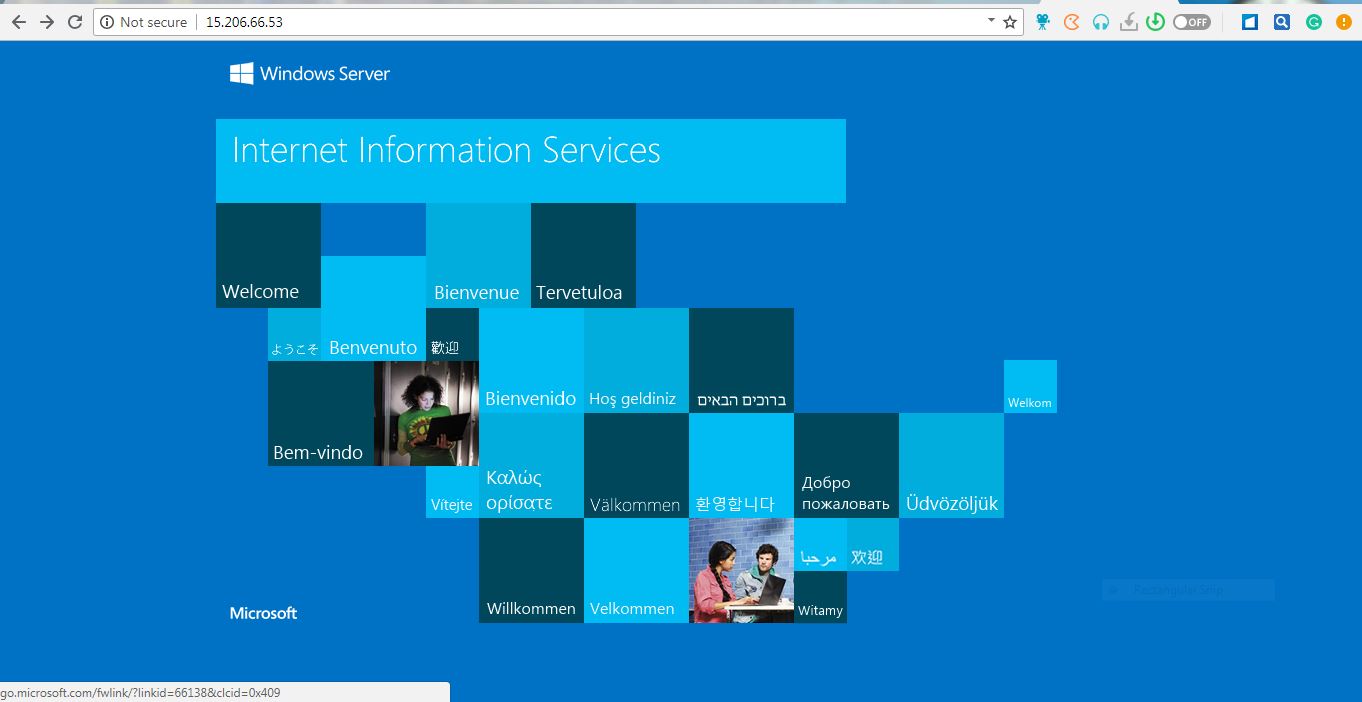 Not secure
15.206.66.53
OFF
Windows Server
Internet Information Services
Welcome
Bienvenue
Tervetuloa
ようこそ
Benvenuto
歡迎
Bienvenido
Hoş geldiniz
ברוכים הבאים
Welkom
Bem-vindo
Vítejte
Καλώς
ορίσατε
Välkommen
환영합니다
Добро
пожаловать
Üdvözöljük
Willkommen
Velkommen
مرحبا
欢迎
Witamy
Rectangular Snip
Microsoft
go.microsoft.com/fwlink/?linkid=66138&clcid=0x409